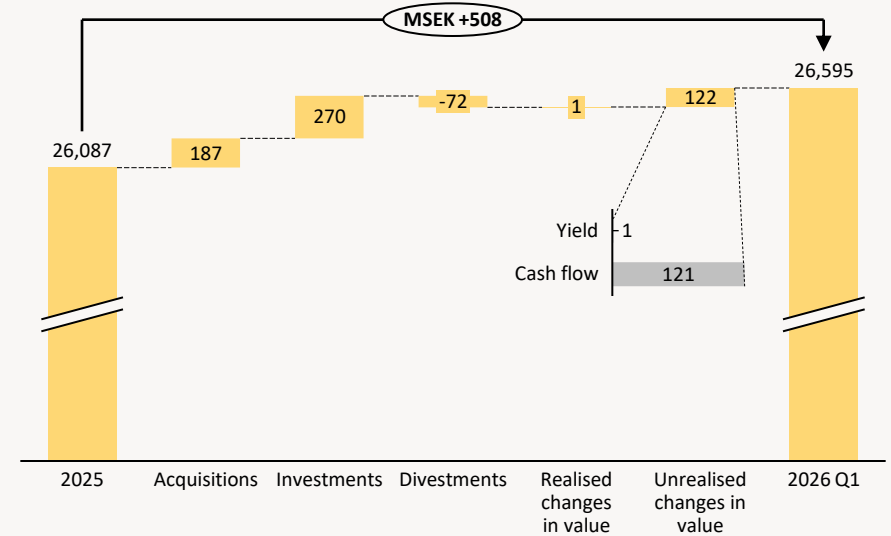 MSEK +508
26,595
122
-72
1
270
26,087
187
Yield
1
Cash flow
121
2025
Acquisitions
Investments
Divestments
Realised
changes
in value
Unrealised
changes in
value
2026 Q1